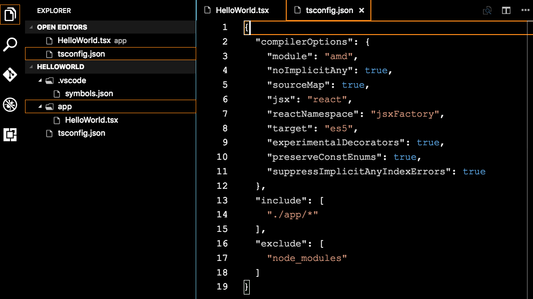 EXPLORER
OPEN EDITORS
HelloWorld.tsx app
tsconfig.json
HELLOWORLD
.vscode
symbols.json
app
HelloWorld.tsx
tsconfig.json
HelloWorld.tsx tsconfig.json
1 {
2 "compilerOptions": {
3 "module": "amd",
4 "noImplicitAny": true,
5 "sourceMap": true,
6 "jsx": "react",
7 "reactNamespace": "jsxFactory",
8 "target": "es5",
9 "experimentalDecorators": true,
10 "preserveConstEnums": true,
11 "suppressImplicitAnyIndexErrors": true
12 },
13 "include": [
14 "./app/*"
15 ],
16 "exclude": [
17 "node_modules"
18 ]
19 }